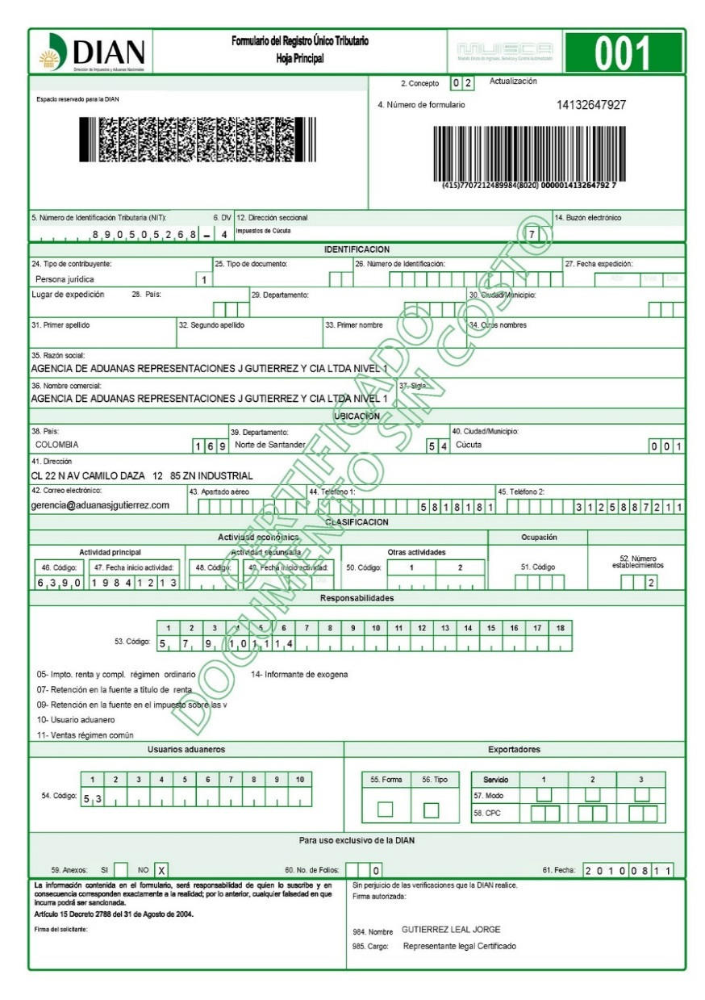 DIAN
Dirección de Impuestos y Aduanas Nacionales
Formulario del Registro Único Tributario
Hoja Principal
MUISCA
Modelo Único de Ingresos, Servicio y Control Automatizado
001
Espacio reservado para la DIAN
2. Concepto 0 2 Actualización
4. Número de formulario 14132647927
(415)7707212489984(8020) 000001413264792 7
5. Número de Identificación Tributaria (NIT): 6. DV 12. Dirección seccional 14. Buzón electrónico
8 9 0 5 0 5 2 6 8 – 4 Impuestos de Cúcuta 7
IDENTIFICACION
24. Tipo de contribuyente: 25. Tipo de documento: 26. Número de Identificación: 27. Fecha expedición:
Persona jurídica 1 Año Mes Día
Lugar de expedición 28. País: 29. Departamento: 30. Ciudad/Municipio:
31. Primer apellido 32. Segundo apellido 33. Primer nombre 34. Otros nombres
35. Razón social:
AGENCIA DE ADUANAS REPRESENTACIONES J GUTIERREZ Y CIA LTDA NIVEL 1
36. Nombre comercial: 37. Sigla:
AGENCIA DE ADUANAS REPRESENTACIONES J GUTIERREZ Y CIA LTDA NIVEL 1
UBICACION
38. País: 39. Departamento: 40. Ciudad/Municipio:
COLOMBIA 1 6 9 Norte de Santander 5 4 Cúcuta 0 0 1
41. Dirección
CL 22 N AV CAMILO DAZA 12 85 ZN INDUSTRIAL
42. Correo electrónico: 43. Apartado aéreo 44. Teléfono 1: 45. Teléfono 2:
gerencia@aduanasjgutierrez.com 5 8 1 8 1 8 1 3 1 2 5 8 8 7 2 1 1
CLASIFICACION
Actividad económica Ocupación
Actividad principal Actividad secundaria Otras actividades 52. Número establecimientos
46. Código: 47. Fecha inicio actividad: 48. Código: 49. Fecha inicio actividad: 50. Código: 1 2 51. Código
6 3 9 0 1 9 8 4 1 2 1 3 2
Responsabilidades
1 2 3 4 5 6 7 8 9 10 11 12 13 14 15 16 17 18
53. Código: 5 7 9 1 0 1 1 1 4
05- Impto. renta y compl. régimen ordinario 14- Informante de exogena
07- Retención en la fuente a título de renta
09- Retención en la fuente en el impuesto sobre las v
10- Usuario aduanero
11- Ventas régimen común
CERTIFICADO
DOCUMENTO SIN COSTO
Usuarios aduaneros Exportadores
1 2 3 4 5 6 7 8 9 10 55. Forma 56. Tipo Servicio 1 2 3
54. Código: 5 3 57. Modo
58. CPC
Para uso exclusivo de la DIAN
59. Anexos: SI NO X 60. No. de Folios: 0 61. Fecha: 2 0 1 0 0 8 1 1
La información contenida en el formulario, será responsabilidad de quien lo suscribe y en
consecuencia corresponden exactamente a la realidad; por lo anterior, cualquier falsedad en que
incurra podrá ser sancionada.
Artículo 15 Decreto 2788 del 31 de Agosto de 2004.
Firma del solicitante:
Sin perjuicio de las verificaciones que la DIAN realice.
Firma autorizada:
984. Nombre GUTIERREZ LEAL JORGE
985. Cargo: Representante legal Certificado